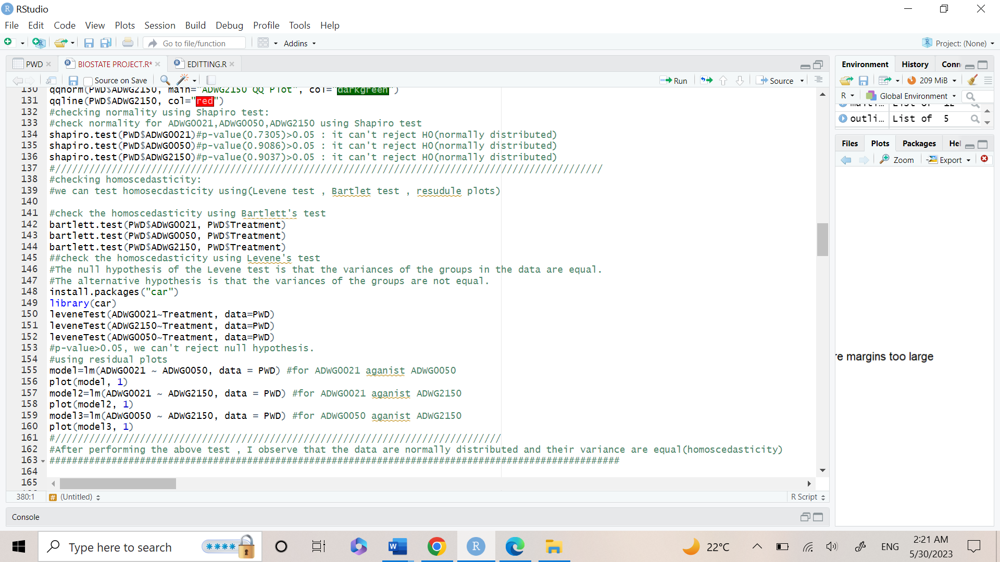 RStudio
File Edit Code View Plots Session Build Debug Profile Tools Help
Go to file/function Addins Project: (None)
PWD BIOSTATE PROJECT.R* EDITTING.R
Source on Save Run Source
130 qqnorm(PWD$ADWG2150, main="ADWG2150 QQ Plot", col="darkgreen")
131 qqline(PWD$ADWG2150, col="red")
132 #checking normality using Shapiro test:
133 #check normality for ADWG0021,ADWG0050,ADWG2150 using Shapiro test
134 shapiro.test(PWD$ADWG0021)#p-value(0.7305)>0.05 : it can't reject H0(normally distributed)
135 shapiro.test(PWD$ADWG0050)#p-value(0.9086)>0.05 : it can't reject H0(normally distributed)
136 shapiro.test(PWD$ADWG2150)#p-value(0.9037)>0.05 : it can't reject H0(normally distributed)
137 #/////////////////////////////////////////////////////////////////////////////////////////////////
138 #checking homoscedasticity:
139 #we can test homosecdasticity using(Levene test , Bartlet test , resudule plots)
140
141 #check the homoscedasticity using Bartlett's test
142 bartlett.test(PWD$ADWG0021, PWD$Treatment)
143 bartlett.test(PWD$ADWG0050, PWD$Treatment)
144 bartlett.test(PWD$ADWG2150, PWD$Treatment)
145 ##check the homoscedasticity using Levene's test
146 #The null hypothesis of the Levene test is that the variances of the groups in the data are equal.
147 #The alternative hypothesis is that the variances of the groups are not equal.
148 install.packages("car")
149 library(car)
150 leveneTest(ADWG0021~Treatment, data=PWD)
151 leveneTest(ADWG2150~Treatment, data=PWD)
152 leveneTest(ADWG0050~Treatment, data=PWD)
153 #p-value>0.05, we can't reject null hypothesis.
154 #using residual plots
155 model=lm(ADWG0021 ~ ADWG0050, data = PWD) #for ADWG0021 aganist ADWG0050
156 plot(model, 1)
157 model2=lm(ADWG0021 ~ ADWG2150, data = PWD) #for ADWG0021 aganist ADWG2150
158 plot(model2, 1)
159 model3=lm(ADWG0050 ~ ADWG2150, data = PWD) #for ADWG0050 aganist ADWG2150
160 plot(model3, 1)
161 #///////////////////////////////////////////////////////////////////////////////
162 #After performing the above test , I observe that the data are normally distributed and their variance are equal(homoscedasticity)
163 #####################################################################################################
164
165
380:1 # (Untitled) R Script
Console
Environment History Conn
209 MiB
R Global Environment
outli... List of 5
Files Plots Packages Hel
Zoom Export
re margins too large
Type here to search
****
22°C
ENG
2:21 AM
5/30/2023